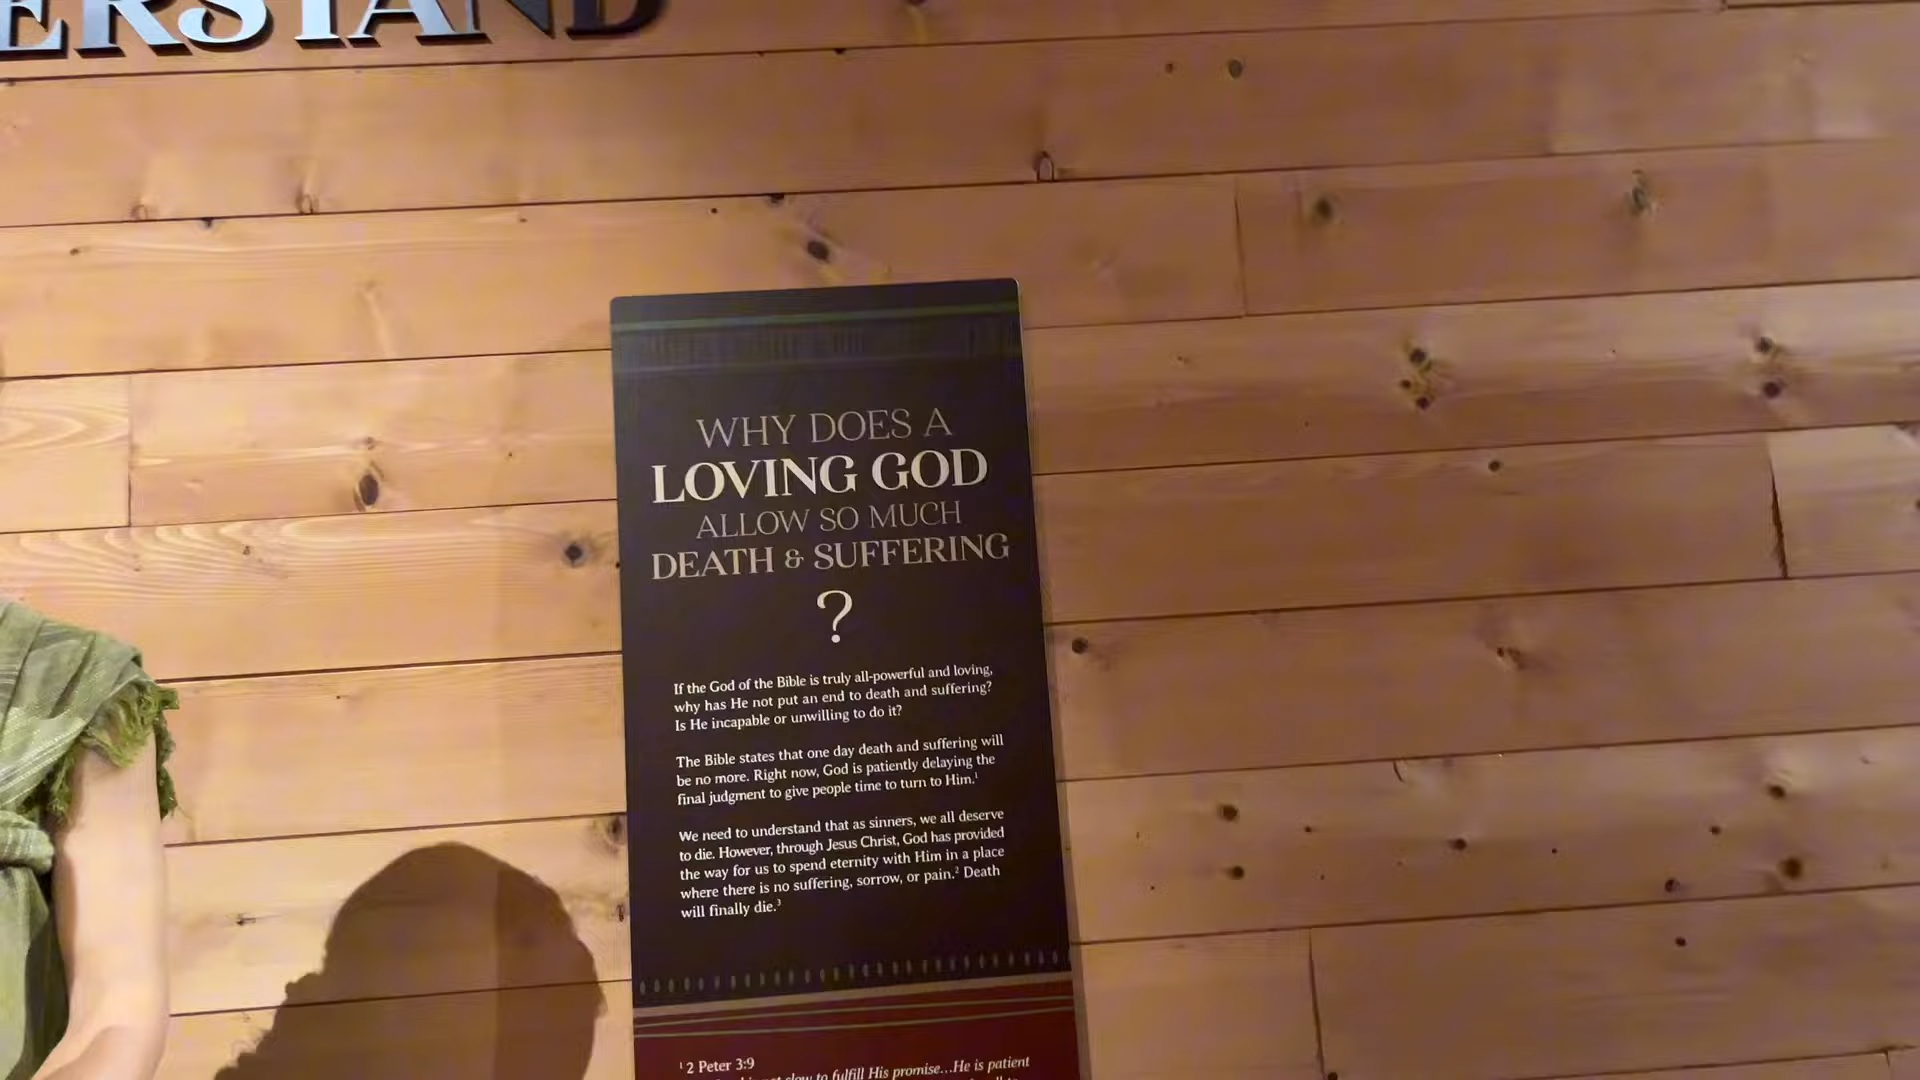 ERSTAND
WHY DOES A
LOVING GOD
ALLOW SO MUCH
DEATH & SUFFERING
?
If the God of the Bible is truly all-powerful and loving,
why has He not put an end to death and suffering?
Is He incapable or unwilling to do it?
The Bible states that one day death and suffering will
be no more. Right now, God is patiently delaying the
final judgment to give people time to turn to Him.¹
We need to understand that as sinners, we all deserve
to die. However, through Jesus Christ, God has provided
the way for us to spend eternity with Him in a place
where there is no suffering, sorrow, or pain.² Death
will finally die.³
¹ 2 Peter 3:9
slow to fulfill His promise…He is patient